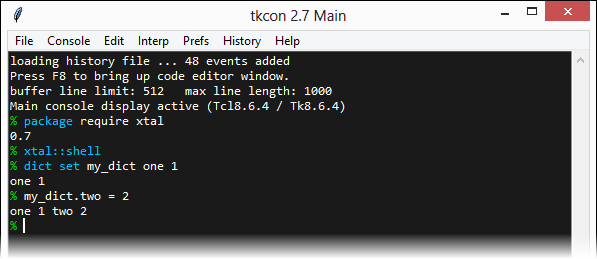 tkcon 2.7 Main
File Console Edit Interp Prefs History Help
loading history file ... 48 events added
Press F8 to bring up code editor window.
buffer line limit: 512   max line length: 1000
Main console display active (Tcl8.6.4 / Tk8.6.4)
% package require xtal
0.7
% xtal::shell
% dict set my_dict one 1
one 1
% my_dict.two = 2
one 1 two 2
%